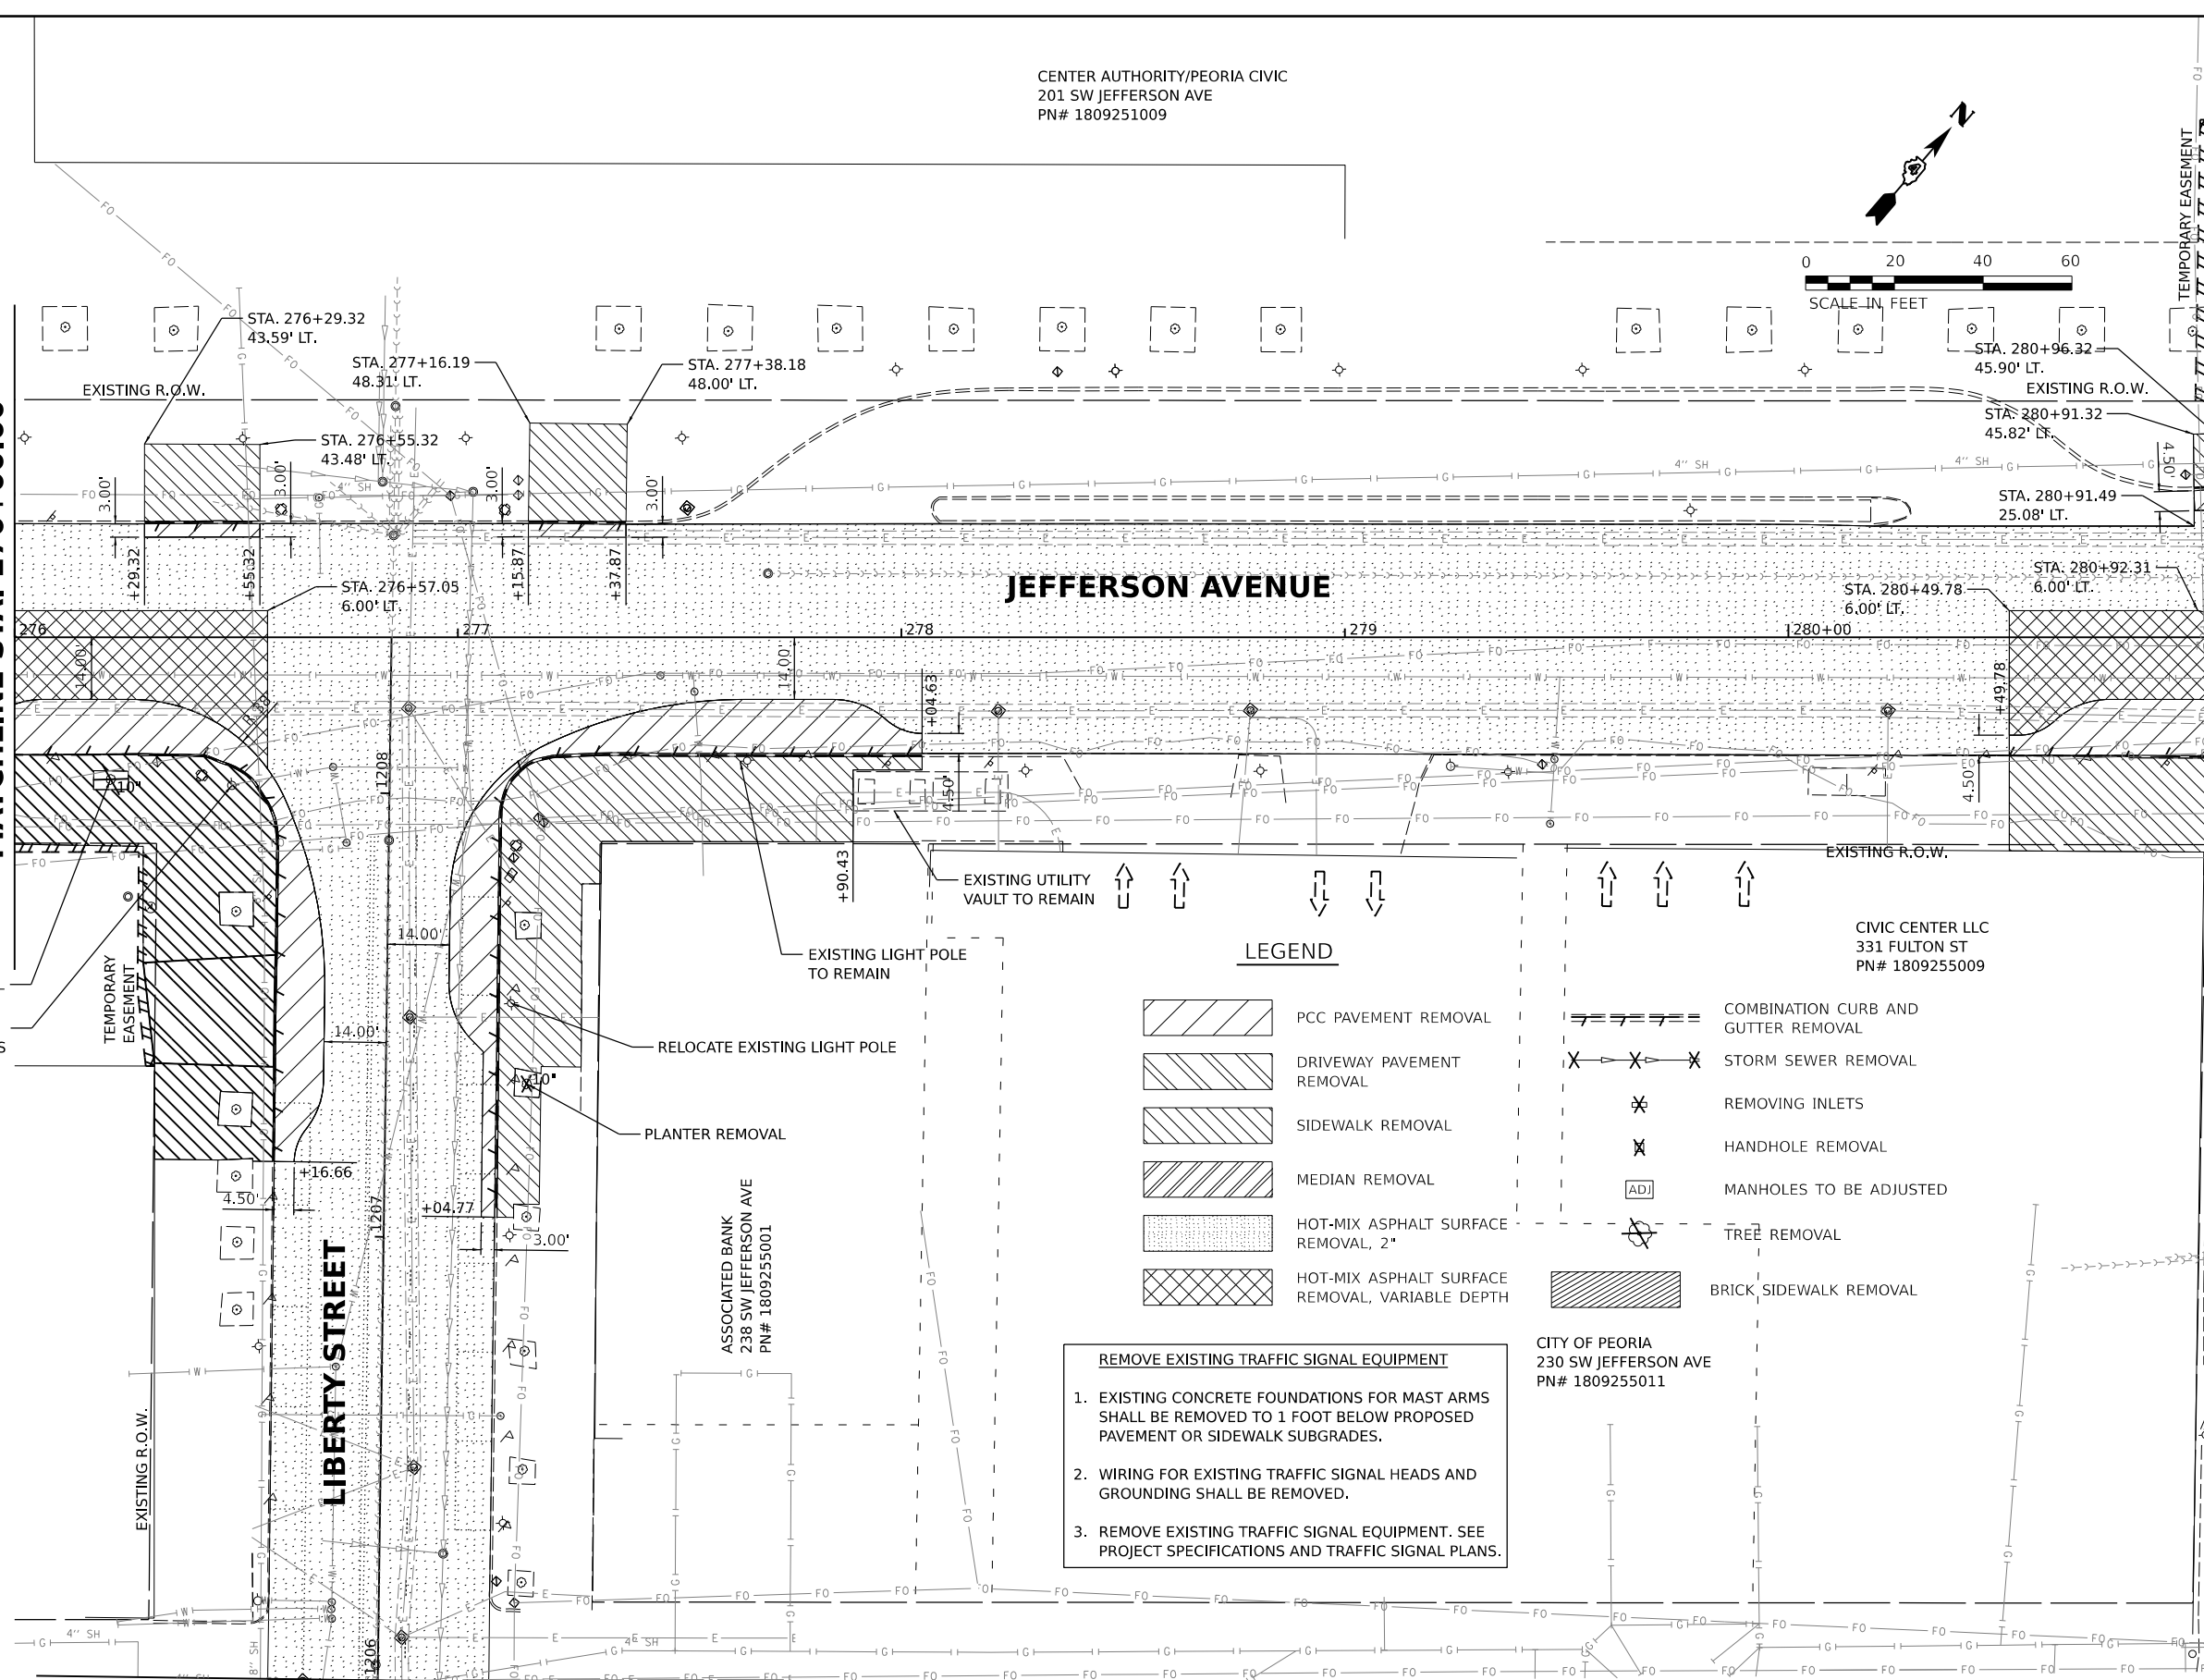 CENTER AUTHORITY/PEORIA CIVIC
201 SW JEFFERSON AVE
PN# 1809251009
N
TEMPORARY EASEMENT
0 20 40 60
SCALE IN FEET
STA. 276+29.32
43.59' LT.
STA. 277+16.19
48.31' LT.
STA. 277+38.18
48.00' LT.
STA. 280+96.32
45.90' LT.
EXISTING R.O.W.
EXISTING R.O.W.
STA. 276+55.32
43.48' LT.
STA. 280+91.32
45.82' LT.
4.50'
3.00'
3.00'
3.00'
3.00'
4'' SH
4'' SH
4'' SH
STA. 280+91.49
25.08' LT.
+29.32
+55.32
+15.87
+37.87
JEFFERSON AVENUE
STA. 276+57.05
6.00' LT.
STA. 280+92.31
6.00' LT.
STA. 280+49.78
6.00' LT.
276
277
278
279
280+00
14.00'
14.00'
+04.63
+49.78
1208
10"
4.50'
4.50'
+90.43
EXISTING R.O.W.
EXISTING UTILITY
VAULT TO REMAIN
EXISTING LIGHT POLE
TO REMAIN
14.00'
14.00'
TEMPORARY
EASEMENT
RELOCATE EXISTING LIGHT POLE
10"
PLANTER REMOVAL
+16.66
4.50'
1207
+04.77
3.00'
LIBERTY STREET
EXISTING R.O.W.
ASSOCIATED BANK
238 SW JEFFERSON AVE
PN# 1809255001
CIVIC CENTER LLC
331 FULTON ST
PN# 1809255009
LEGEND
PCC PAVEMENT REMOVAL
DRIVEWAY PAVEMENT
REMOVAL
SIDEWALK REMOVAL
MEDIAN REMOVAL
HOT-MIX ASPHALT SURFACE
REMOVAL, 2"
HOT-MIX ASPHALT SURFACE
REMOVAL, VARIABLE DEPTH
COMBINATION CURB AND
GUTTER REMOVAL
STORM SEWER REMOVAL
REMOVING INLETS
HANDHOLE REMOVAL
ADJ MANHOLES TO BE ADJUSTED
TREE REMOVAL
BRICK SIDEWALK REMOVAL
CITY OF PEORIA
230 SW JEFFERSON AVE
PN# 1809255011
REMOVE EXISTING TRAFFIC SIGNAL EQUIPMENT
1. EXISTING CONCRETE FOUNDATIONS FOR MAST ARMS
SHALL BE REMOVED TO 1 FOOT BELOW PROPOSED
PAVEMENT OR SIDEWALK SUBGRADES.
2. WIRING FOR EXISTING TRAFFIC SIGNAL HEADS AND
GROUNDING SHALL BE REMOVED.
3. REMOVE EXISTING TRAFFIC SIGNAL EQUIPMENT. SEE
PROJECT SPECIFICATIONS AND TRAFFIC SIGNAL PLANS.
4'' SH
4'' SH
1206